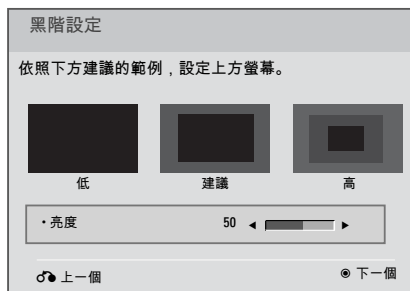 黑階設定
依照下方建議的範例，設定上方螢幕。
低 建議 高
・亮度 50 ◄ ►
上一個 ◉ 下一個